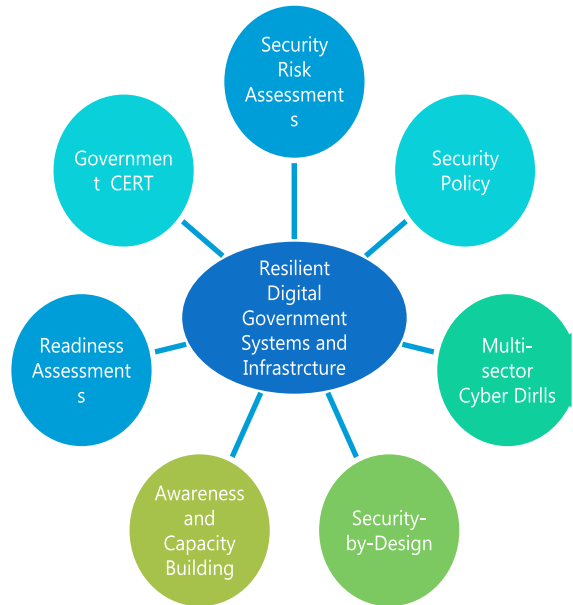 Security
Risk
Assessment
s
Governmen
t CERT
Security
Policy
Resilient
Digital
Government
Systems and
Infrastrcture
Readiness
Assessment
s
Multi-
sector
Cyber Dirlls
Awareness
and
Capacity
Building
Security-
by-Design